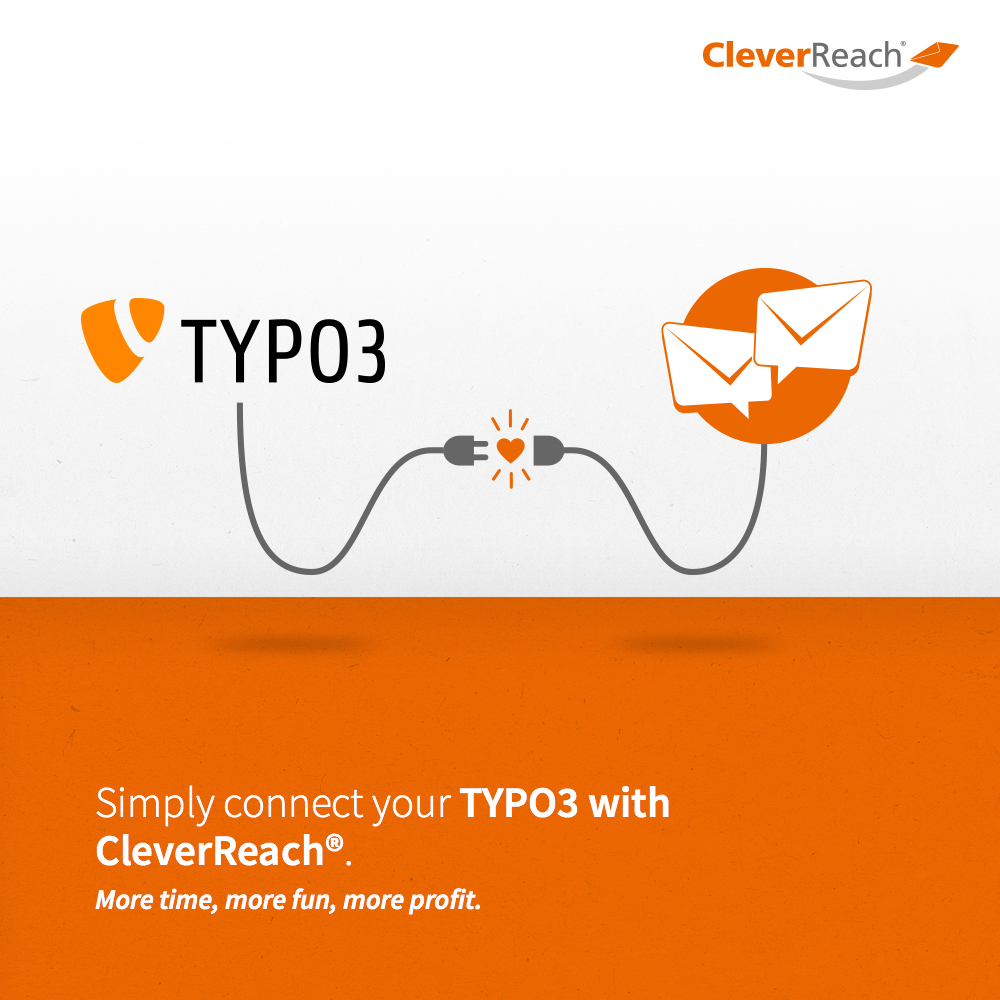 CleverReach®
TYPO3
Simply connect your TYPO3 with
CleverReach®.
More time, more fun, more profit.